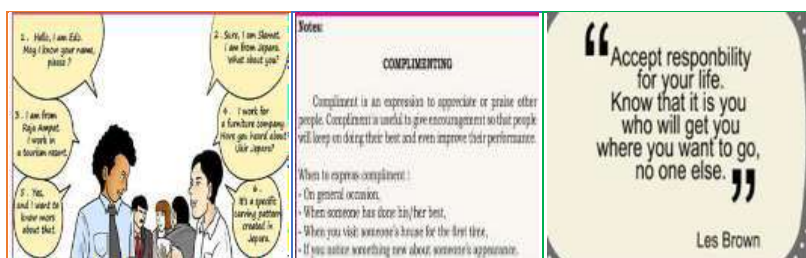 1. Hello, I am Edo.
May I know your name,
please ?
2. Sure, I am Slamet.
I am from Jepara.
What about you?
3. I am from
Raja Ampat.
I work in
a tourism resort.
4. I work for
a furniture company.
Have you heard about
Ukir Jepara?
5. Yes,
and I want to
know more
about that.
6.
It's a specific
carving pattern
created in
Jepara.
Notes:
COMPLIMENTING
Compliment is an expression to appreciate or praise other
people. Compliment is useful to give encouragement so that people
will keep on doing their best and even improve their performance.
When to express compliment :
- On general occasion,
- When someone has done his/her best,
- When you visit someone's house for the first time,
- If you notice something new about someone's appearance.
“Accept responbility
for your life.
Know that it is you
who will get you
where you want to go,
no one else.”
Les Brown